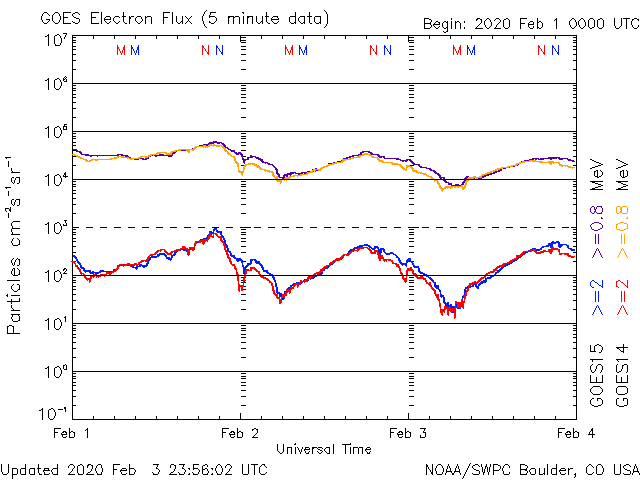 GOES Electron Flux (5 minute data)
Begin: 2020 Feb 1 0000 UTC
10⁷
M M N N M M N N M M N N
10⁶
10⁵
10⁴
10³
10²
10¹
10⁰
10⁻¹
Particles cm⁻²s⁻¹sr⁻¹
Feb 1 Feb 2 Feb 3 Feb 4
Universal Time
GOES15 >=2 >=0.8 MeV
GOES14 >=2 >=0.8 MeV
Updated 2020 Feb 3 23:56:02 UTC
NOAA/SWPC Boulder, CO USA